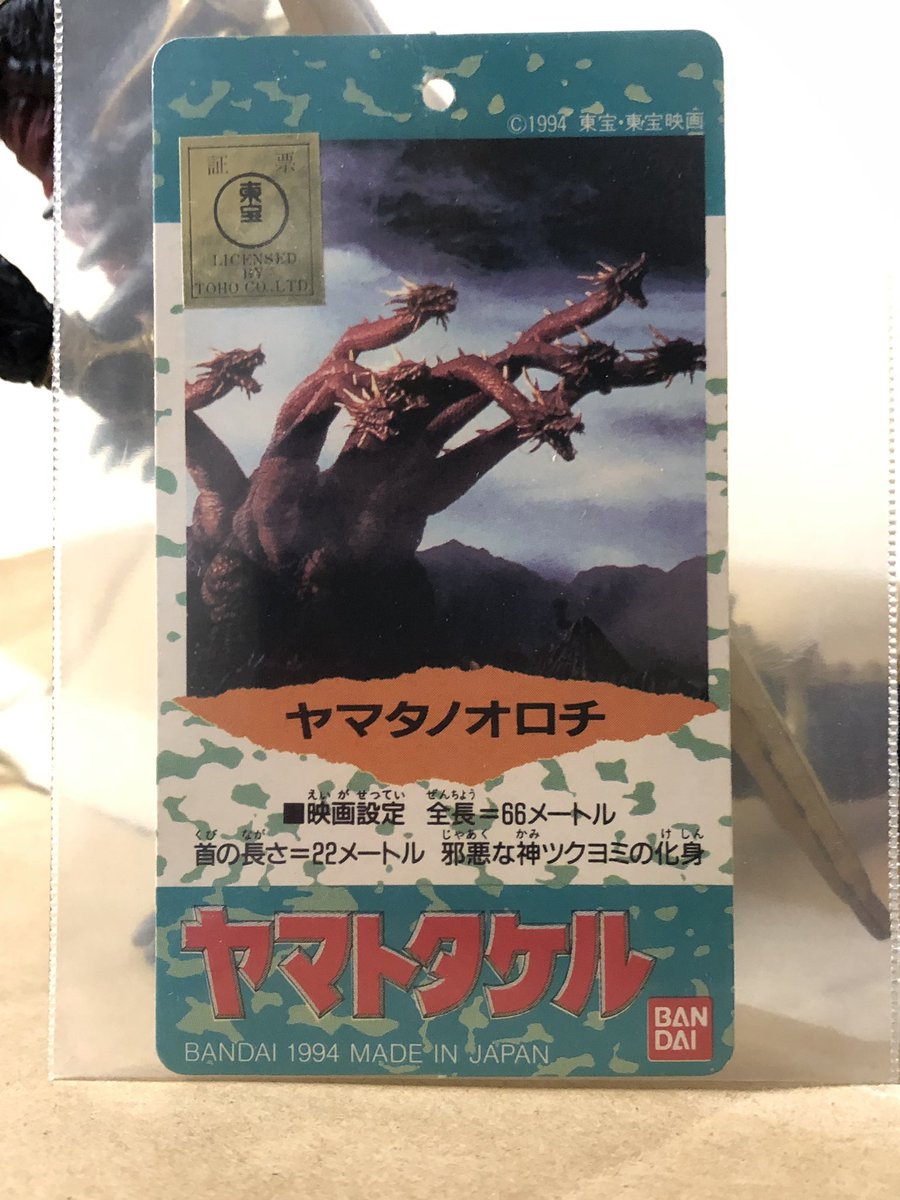 ©1994 東宝・東宝映画
証 票
東宝
LICENSED
BY
TOHO CO.,LTD.
ヤマタノオロチ
えいがせってい ぜんちょう
■映画設定 全長=66メートル
くび なが じゃあく かみ けしん
首の長さ=22メートル 邪悪な神ツクヨミの化身
ヤマトタケル
BAN
DAI
BANDAI 1994 MADE IN JAPAN